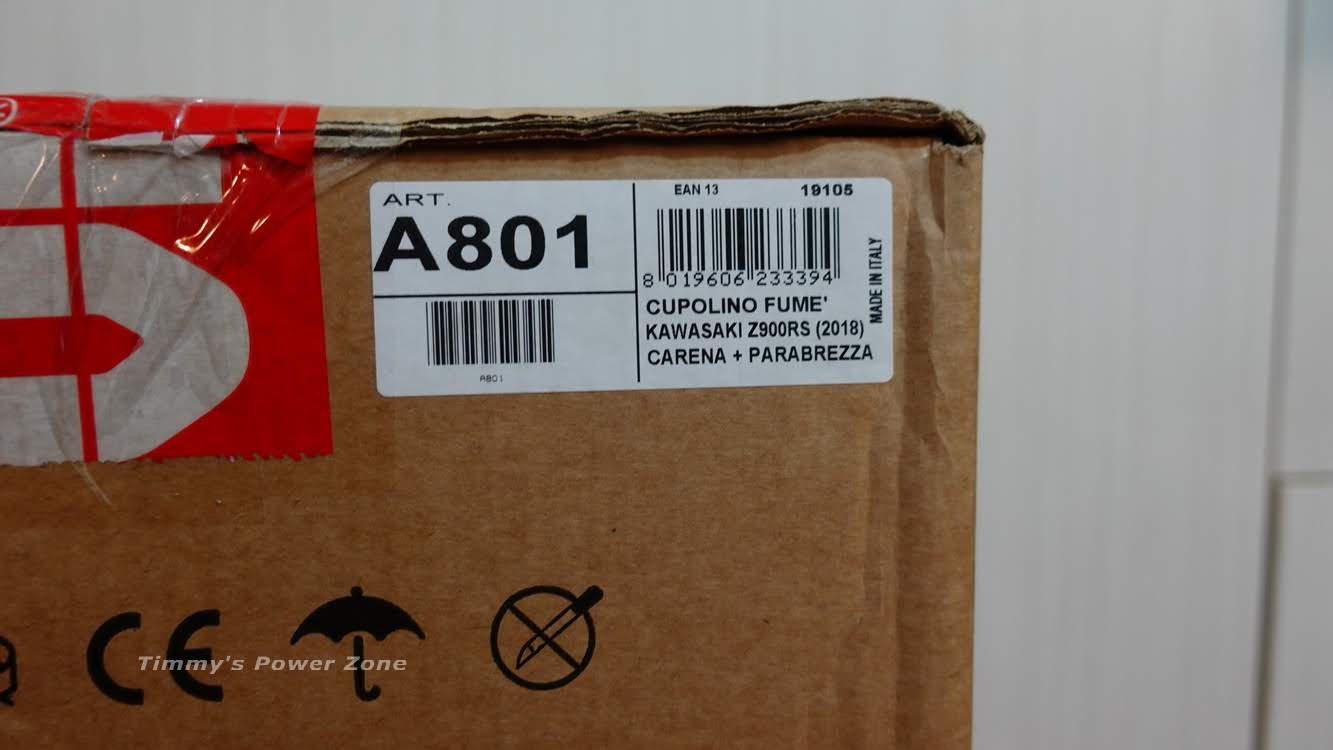 ®
ART.
A801
A801
EAN 13 19105
8 019606 233394
CUPOLINO FUME'
KAWASAKI Z900RS (2018)
CARENA + PARABREZZA
MADE IN ITALY
CE
Timmy's Power Zone